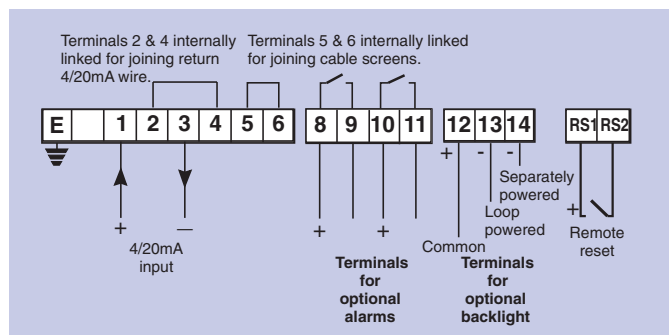 Terminals 2 & 4 internally
linked for joining return
4/20mA wire.
Terminals 5 & 6 internally linked
for joining cable screens.
E 1 2 3 4 5 6 8 9 10 11 12 13 14 RS1 RS2
+ - -
Separately
powered
Loop
powered
+ —
4/20mA
input
+ +
Common
+
Remote
reset
Terminals
for
optional
alarms
Terminals
for
optional
backlight